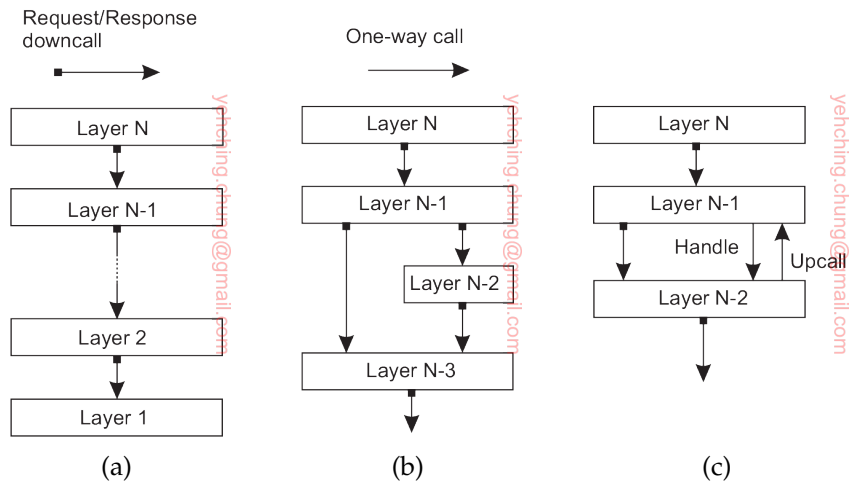 Request/Response
downcall
One-way call
Layer N
Layer N-1
Layer 2
Layer 1
(a)
Layer N
Layer N-1
Layer N-2
Layer N-3
(b)
Layer N
Layer N-1
Handle
Upcall
Layer N-2
(c)
yehching.chung@gmail.com
yehching.chung@gmail.com
yehching.chung@gmail.com